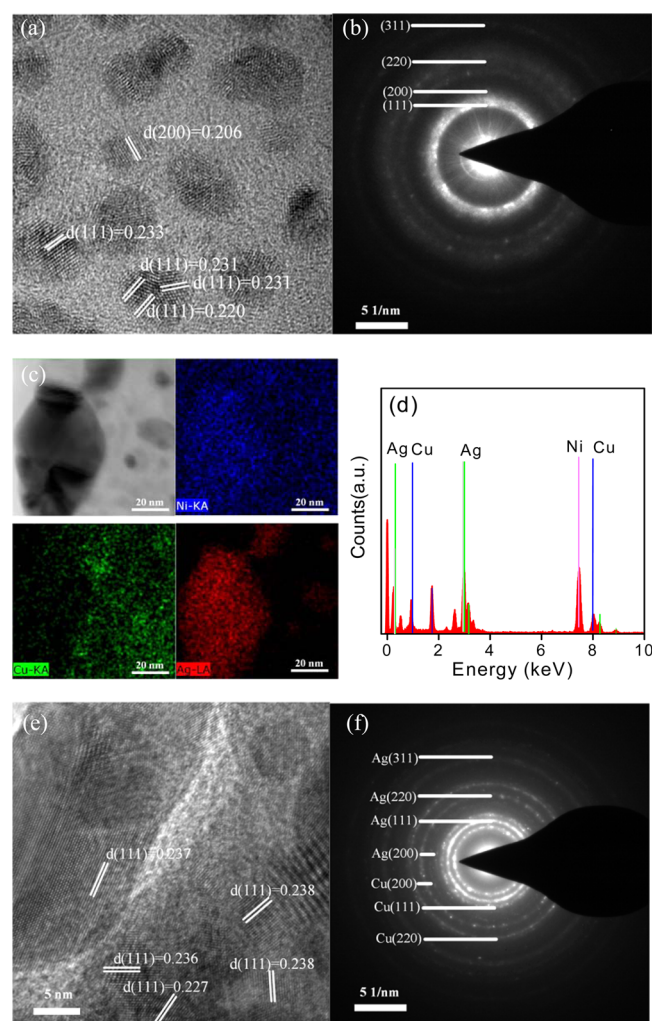 (a)
d(200)=0.206
d(111)=0.233
d(111)=0.231
d(111)=0.231
d(111)=0.220
(b)
(311)
(220)
(200)
(111)
5 1/nm
(c)
20 nm
Ni-KA
20 nm
Cu-KA
20 nm
Ag-LA
20 nm
(d)
Ag Cu
Ag
Ni
Cu
Counts(a.u.)
0 2 4 6 8 10
Energy (keV)
(e)
d(111)=0.237
d(111)=0.238
d(111)=0.236
d(111)=0.238
d(111)=0.227
5 nm
(f)
Ag(311)
Ag(220)
Ag(111)
Ag(200)
Cu(200)
Cu(111)
Cu(220)
5 1/nm